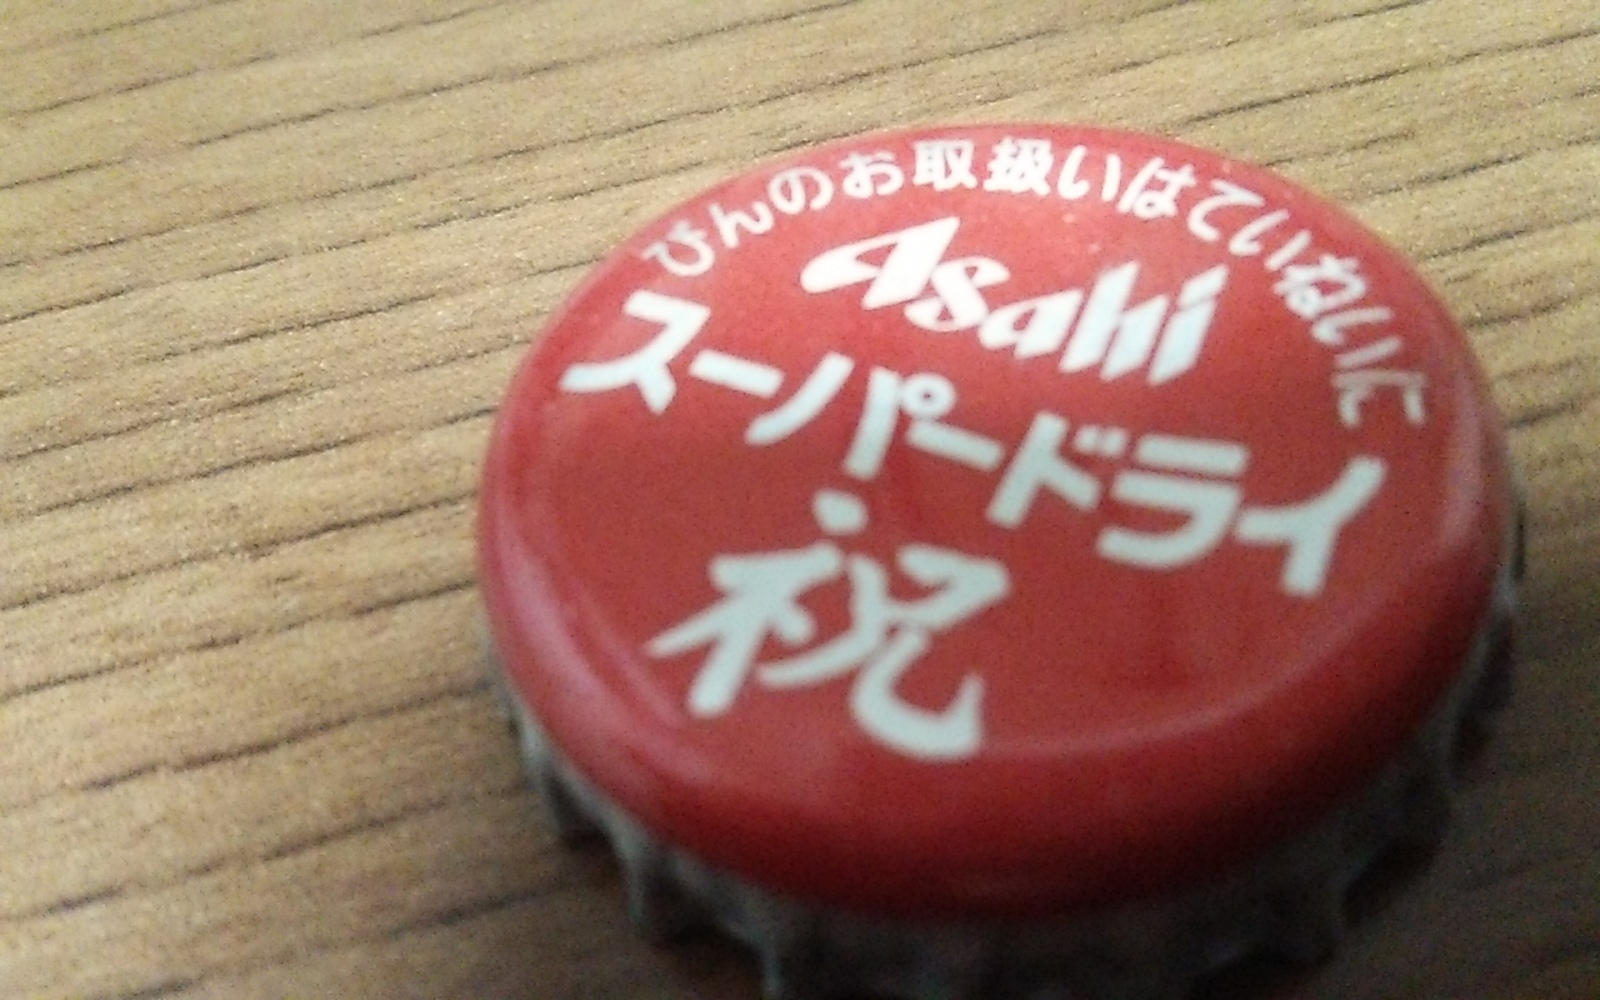 びんのお取扱いはていねいに
Asahi
スーパードライ
祝